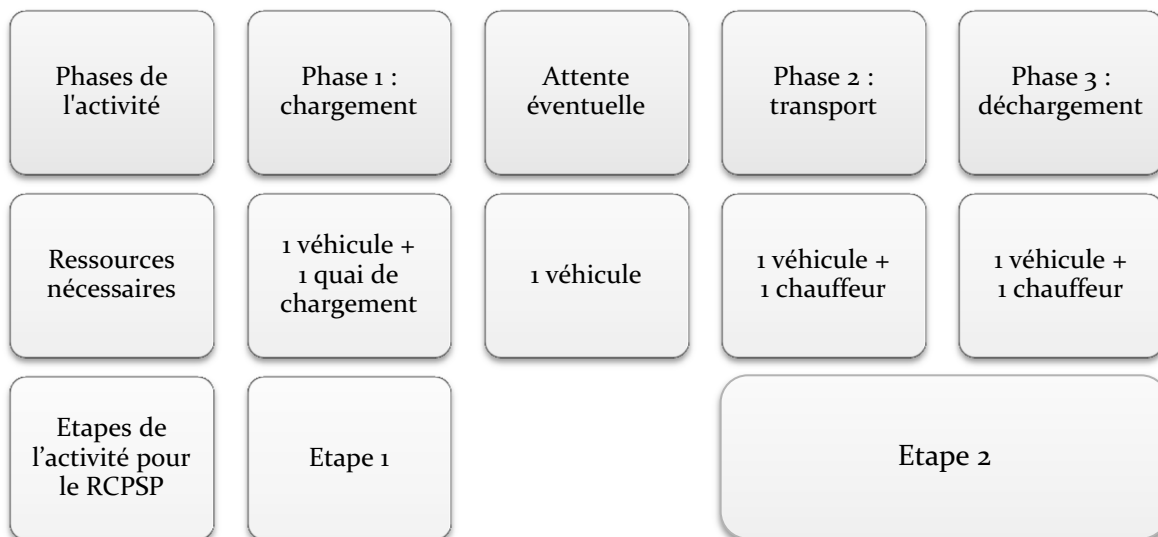 Phases de
l'activité
Phase 1 :
chargement
Attente
éventuelle
Phase 2 :
transport
Phase 3 :
déchargement
Ressources
nécessaires
1 véhicule +
1 quai de
chargement
1 véhicule
1 véhicule +
1 chauffeur
1 véhicule +
1 chauffeur
Etapes de
l’activité pour
le RCPSP
Etape 1
Etape 2